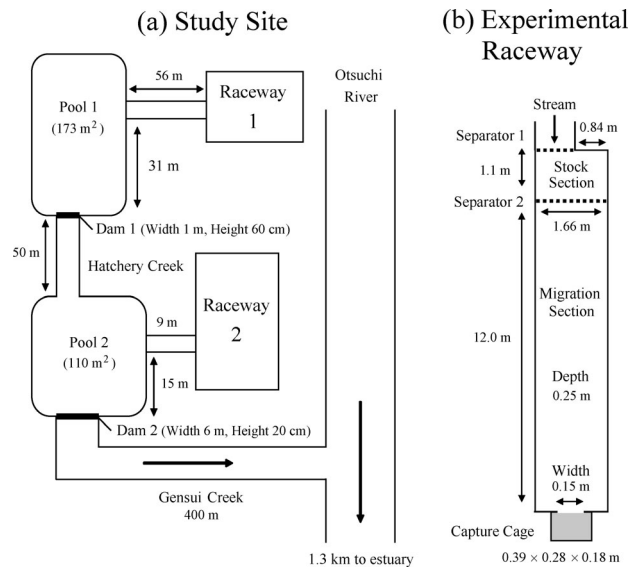 (a) Study Site
Pool 1
(173 m²)
56 m
Raceway
1
31 m
Dam 1 (Width 1 m, Height 60 cm)
50 m
Hatchery Creek
Pool 2
(110 m²)
9 m
Raceway
2
15 m
Dam 2 (Width 6 m, Height 20 cm)
Gensui Creek
400 m
Otsuchi
River
1.3 km to estuary
(b) Experimental
Raceway
Stream
Separator 1
0.84 m
1.1 m
Stock
Section
Separator 2
1.66 m
Migration
Section
12.0 m
Depth
0.25 m
Width
0.15 m
Capture Cage
0.39 × 0.28 × 0.18 m